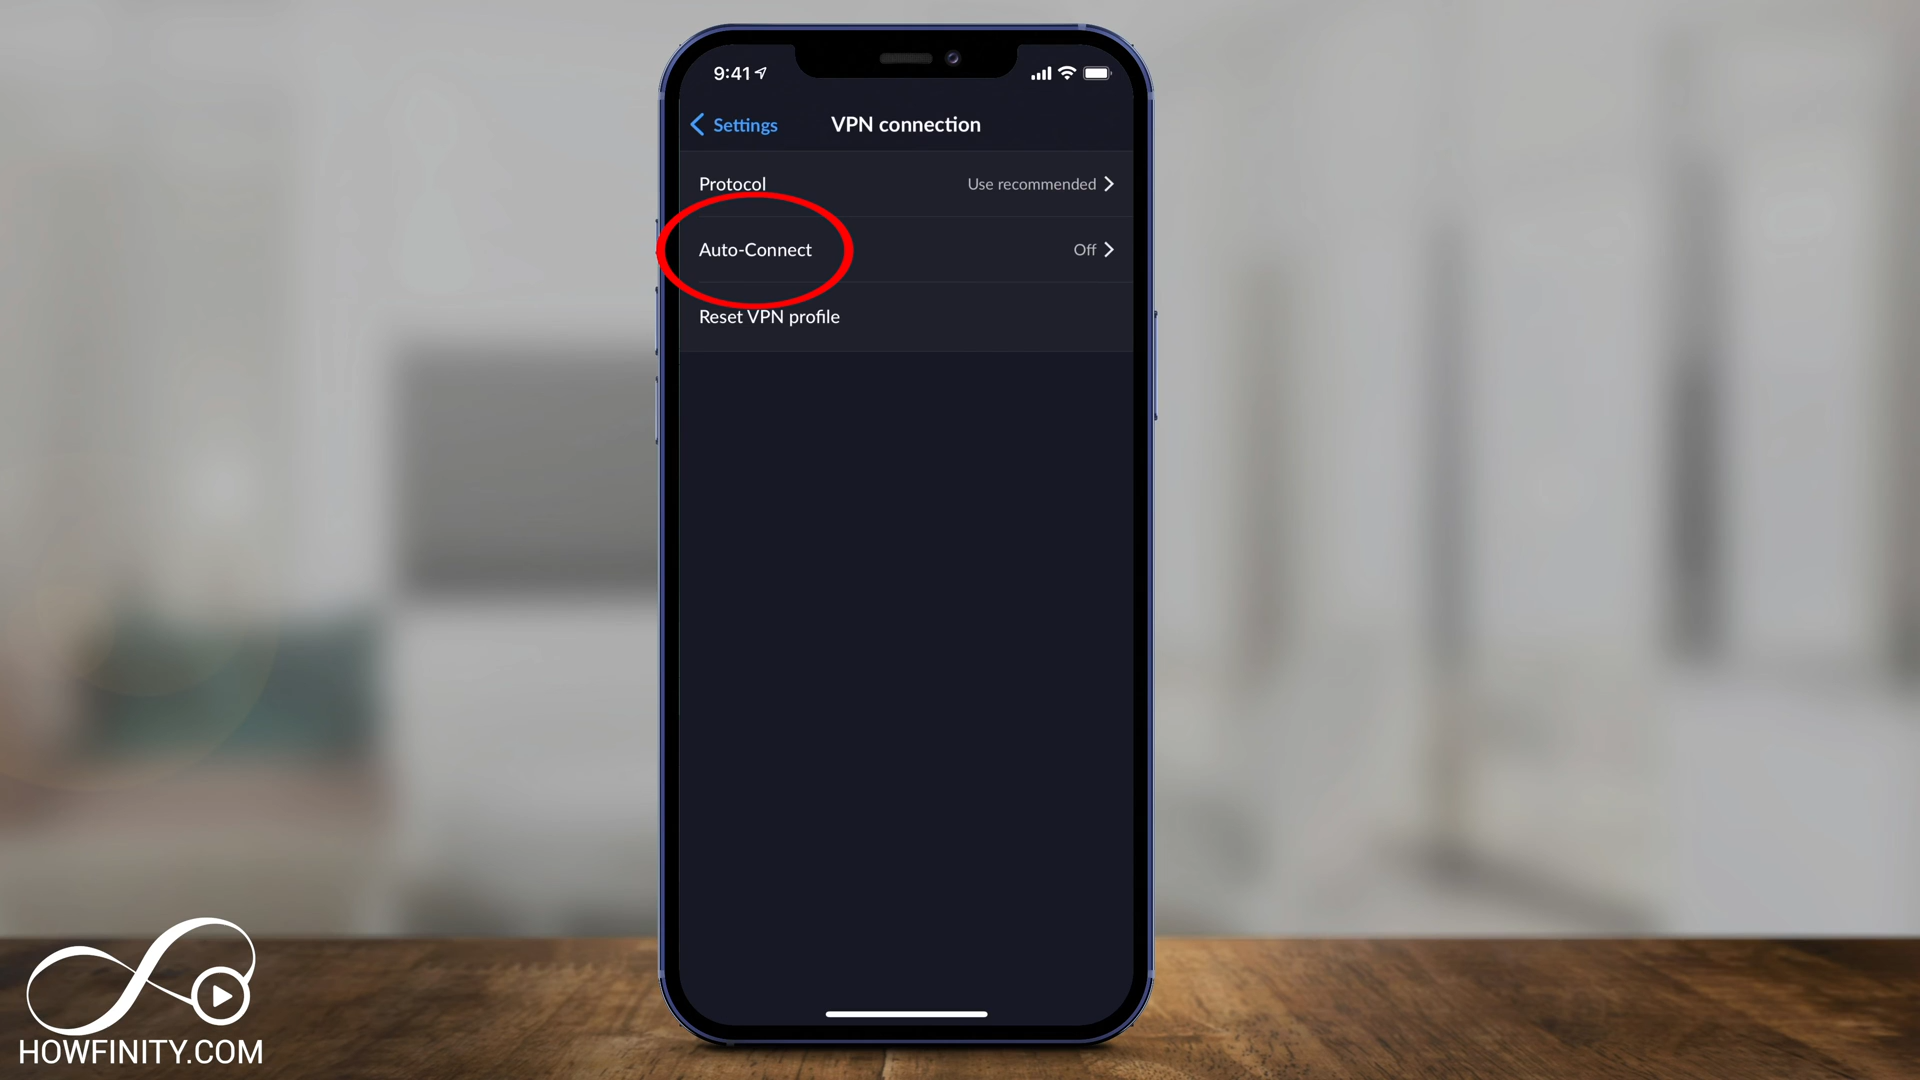 9:41
Settings
VPN connection
Protocol
Use recommended
Auto-Connect
Off
Reset VPN profile
HOWFINITY.COM